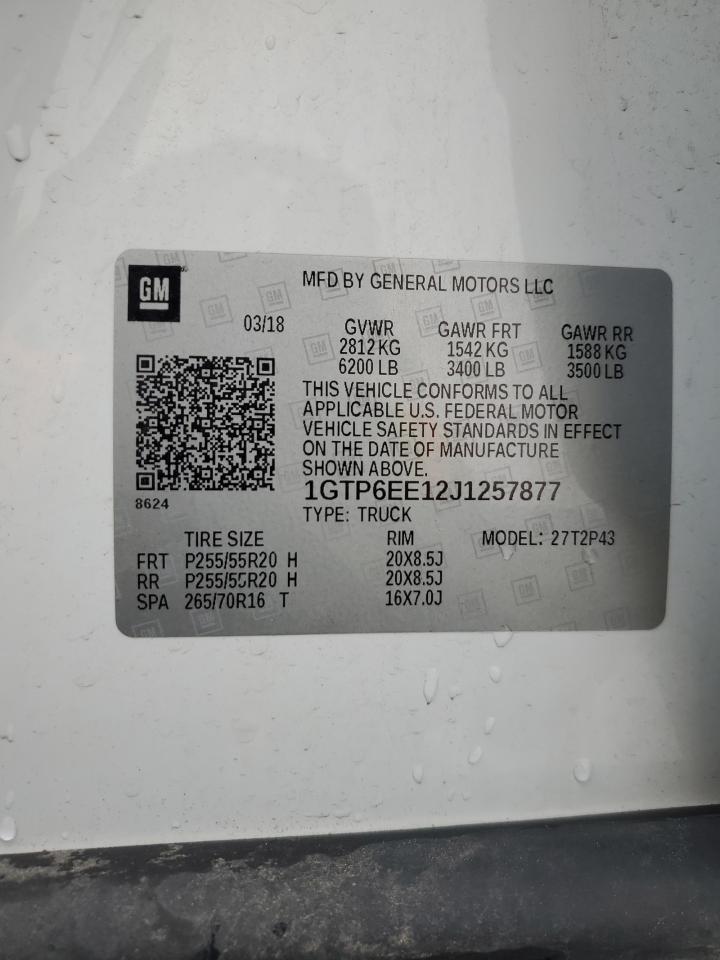 GM
MFD BY GENERAL MOTORS LLC
03/18 GVWR GAWR FRT GAWR RR
2812 KG 1542 KG 1588 KG
6200 LB 3400 LB 3500 LB
THIS VEHICLE CONFORMS TO ALL
APPLICABLE U.S. FEDERAL MOTOR
VEHICLE SAFETY STANDARDS IN EFFECT
ON THE DATE OF MANUFACTURE
SHOWN ABOVE.
8624
1GTP6EE12J1257877
TYPE: TRUCK
TIRE SIZE RIM MODEL: 27T2P43
FRT P255/55R20 H 20X8.5J
RR P255/55R20 H 20X8.5J
SPA 265/70R16 T 16X7.0J